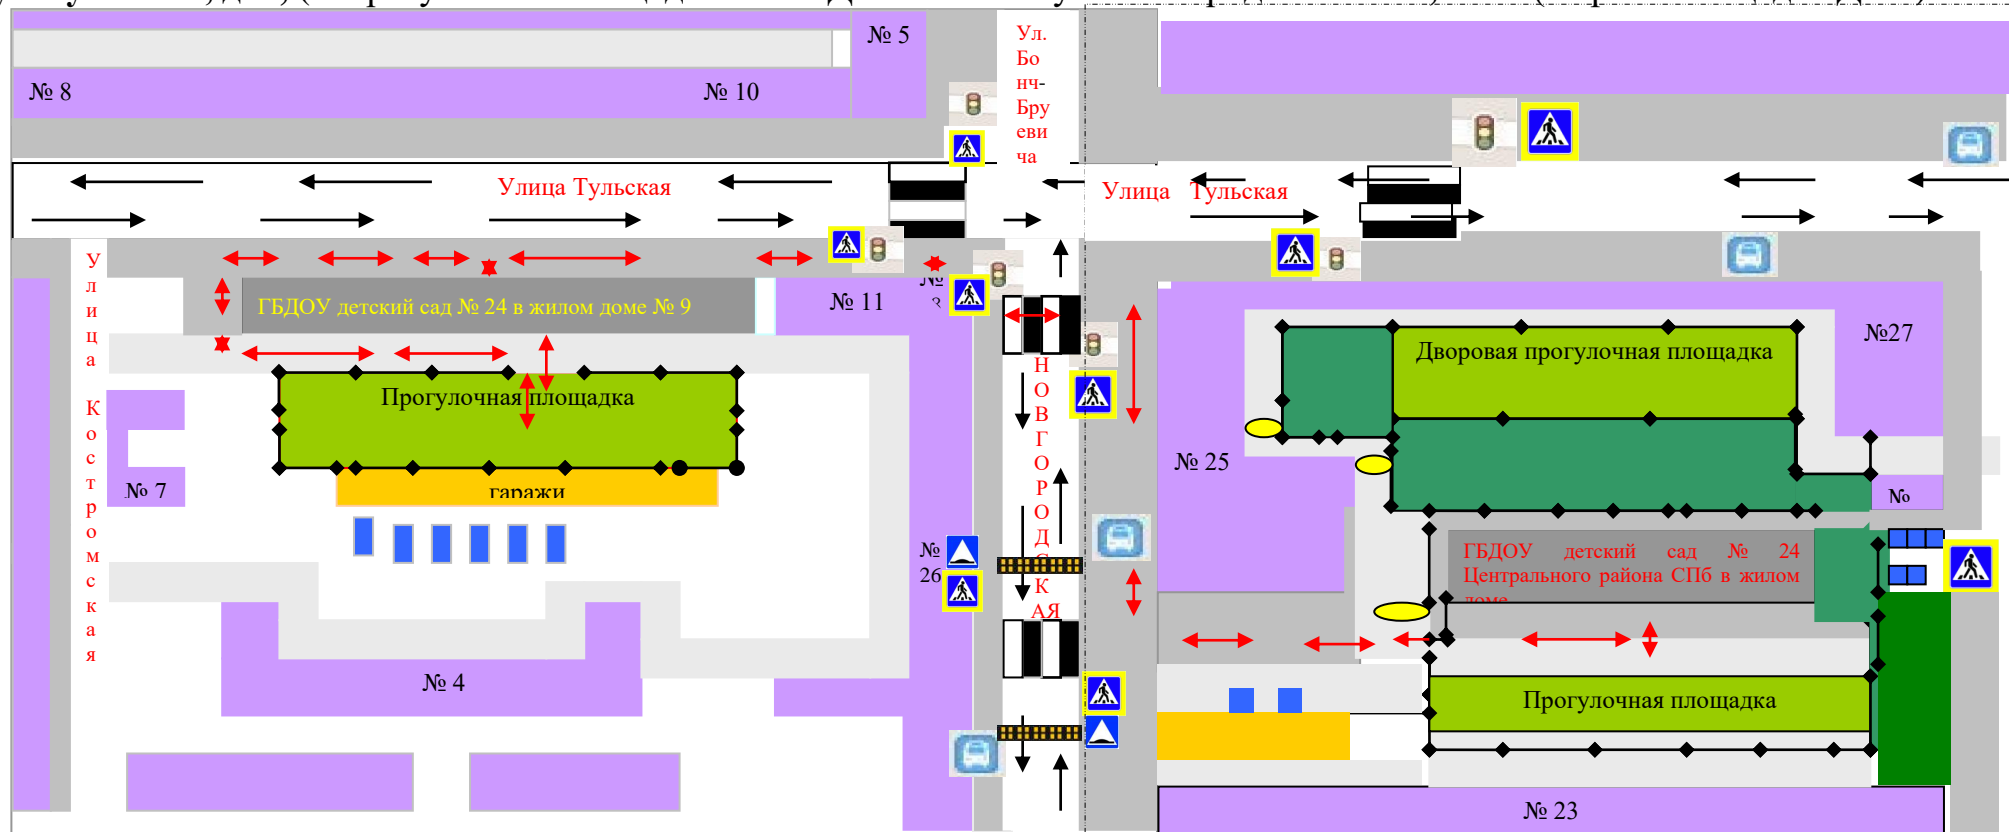 Ул.
Бо
нч-
Бру
еви
ча
№ 5
№ 8
№ 10
Улица Тульская
Улица Тульская
У
л
и
ц
а
К
о
с
т
р
о
м
с
к
а
я
ГБДОУ детский сад № 24 в жилом доме № 9
№ 11
№
Прогулочная площадка
гаражи
№ 7
№ 4
№
26
Н
О
В
Г
О
Р
О
Д
С
К
АЯ
№27
Дворовая прогулочная площадка
№ 25
№
ГБДОУ детский сад № 24
Центрального района СПб в жилом
доме
Прогулочная площадка
№ 23